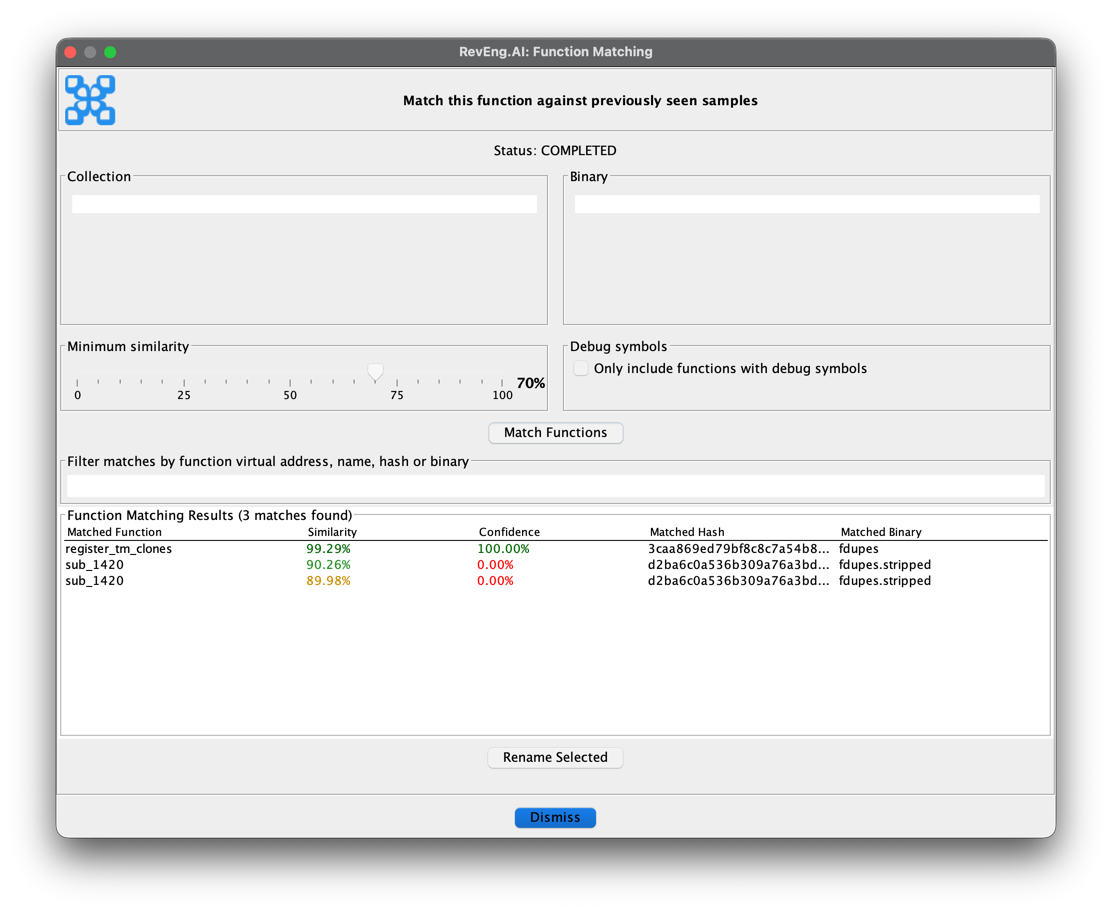 RevEng.AI: Function Matching
Match this function against previously seen samples
Status: COMPLETED
Collection
Binary
Minimum similarity
0 25 50 75 100 70%
Debug symbols
Only include functions with debug symbols
Match Functions
Filter matches by function virtual address, name, hash or binary
Function Matching Results (3 matches found)
Matched Function Similarity Confidence Matched Hash Matched Binary
register_tm_clones 99.29% 100.00% 3caa869ed79bf8c8c7a54b8... fdupes
sub_1420 90.26% 0.00% d2ba6c0a536b309a76a3bd... fdupes.stripped
sub_1420 89.98% 0.00% d2ba6c0a536b309a76a3bd... fdupes.stripped
Rename Selected
Dismiss